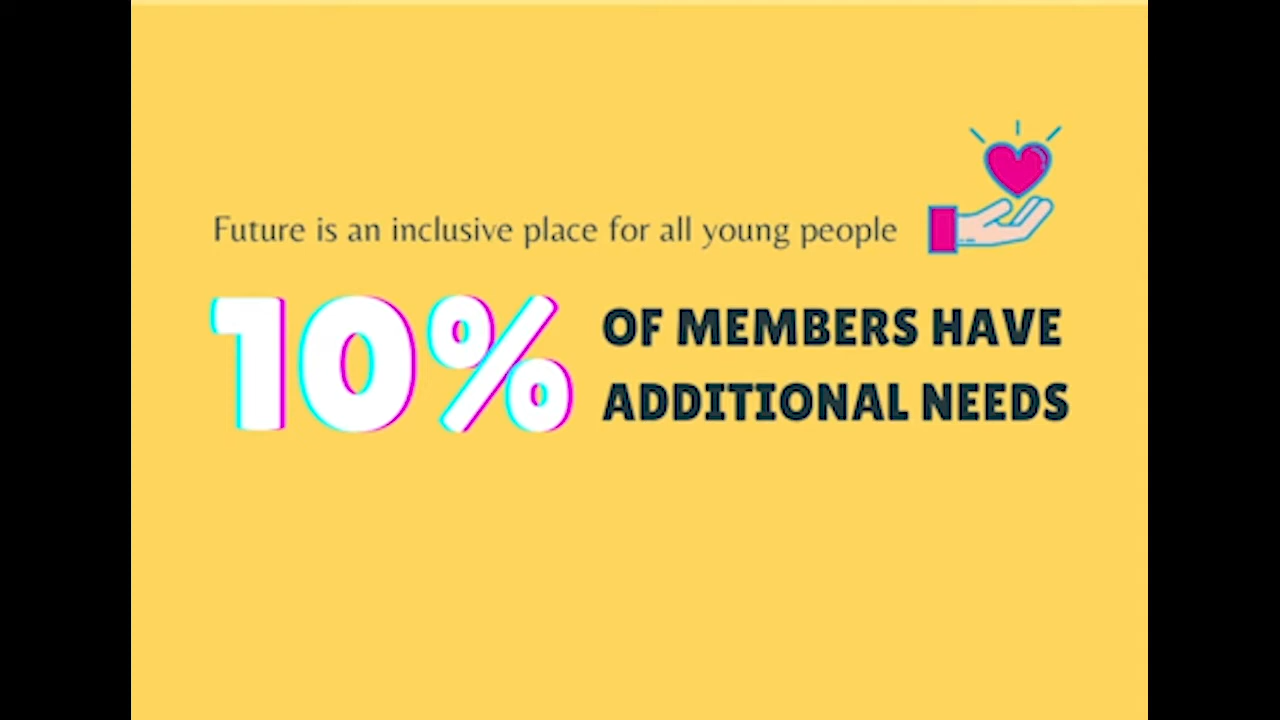 Future is an inclusive place for all young people
10%
OF MEMBERS HAVE
ADDITIONAL NEEDS